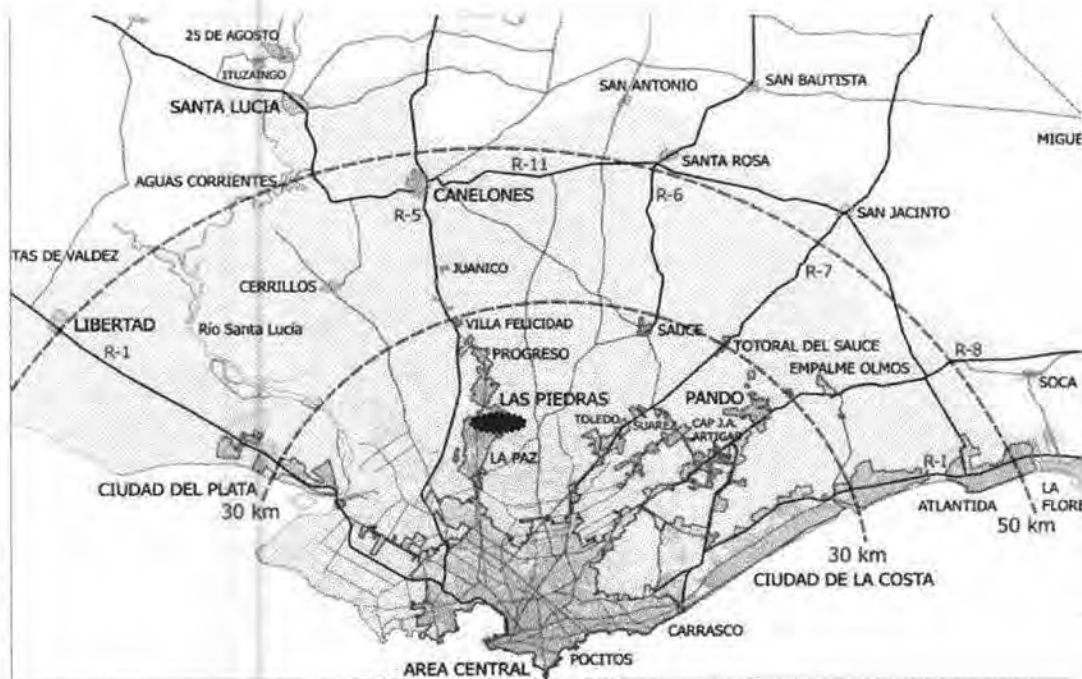 25 DE AGOSTO
ITUZAINGO
SANTA LUCIA
SAN ANTONIO
SAN BAUTISTA
MIGUE
R-11
SANTA ROSA
AGUAS CORRIENTES
CANELONES
R-6
R-5
SAN JACINTO
TAS DE VALDEZ
JUANICO
R-7
CERRILLOS
LIBERTAD
Río Santa Lucía
VILLA FELICIDAD
SAUCE
R-1
PROGRESO
TOTORAL DEL SAUCE
R-8
EMPALME OLMOS
SOCA
LAS PIEDRAS
PANDO
TOLEDO
SUAREZ
CAP J.A.
ARTIGAS
LA PAZ
R-1
CIUDAD DEL PLATA
30 km
ATLANTIDA
LA
FLORE
50 km
30 km
CIUDAD DE LA COSTA
CARRASCO
POCITOS
AREA CENTRAL